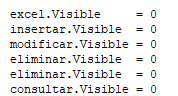 excel.Visible     = 0
insertar.Visible  = 0
modificar.Visible = 0
eliminar.Visible  = 0
eliminar.Visible  = 0
consultar.Visible = 0